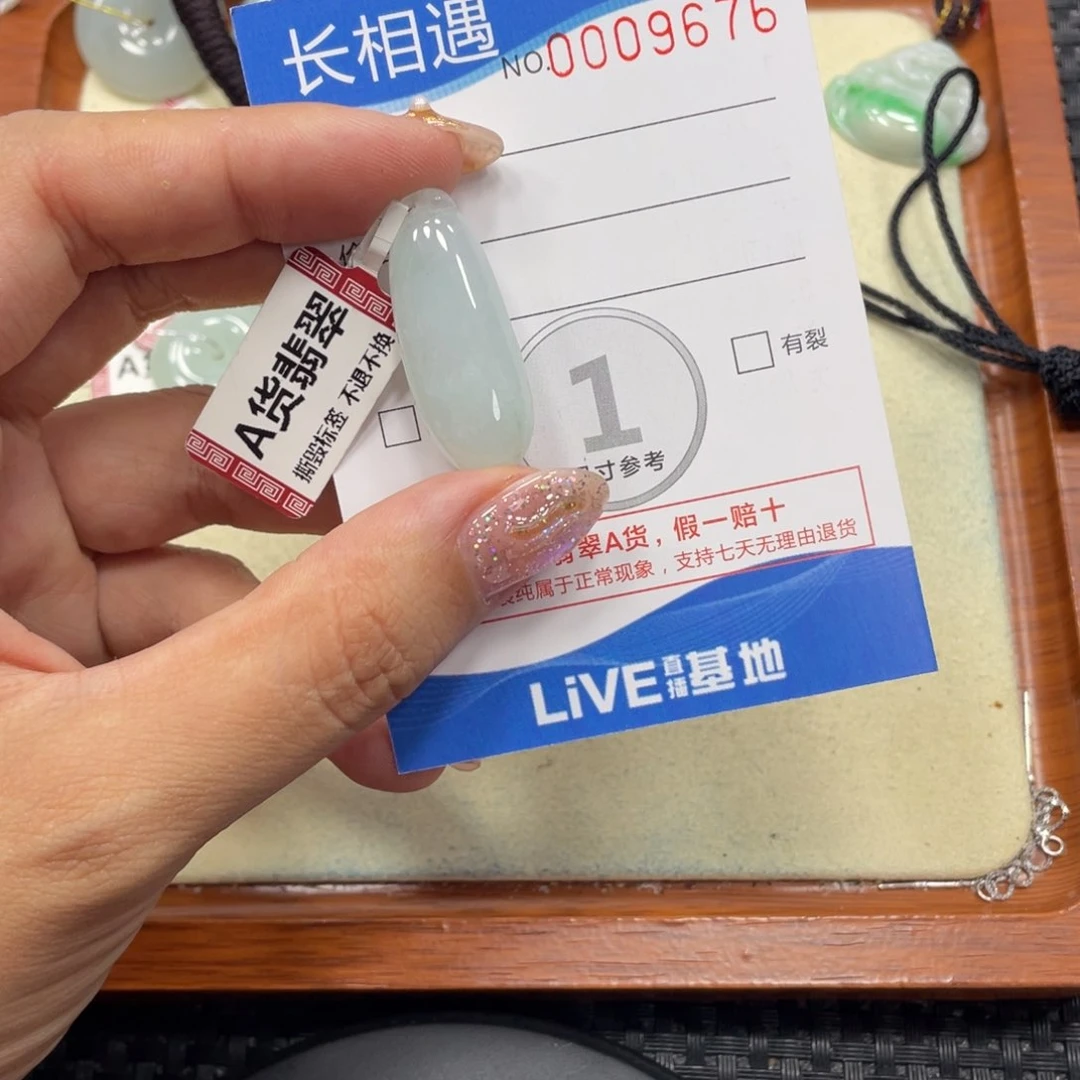 长相遇
NO:0009676
A货翡翠
撕毁标签 不退不换
有裂
1
寸参考
翠A货，假一赔十
纯属于正常现象，支持七天无理由退货
LiVE直播基地
A